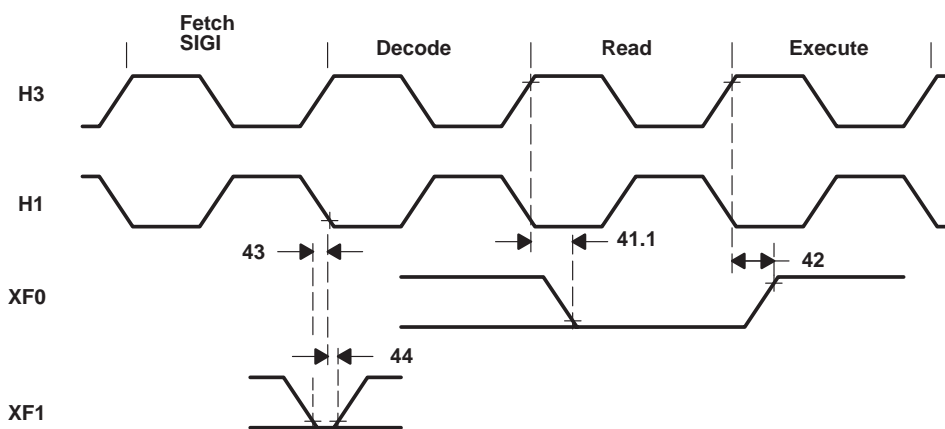 Fetch
SIGI
Decode
Read
Execute
H3
H1
43
41.1
42
XF0
44
XF1